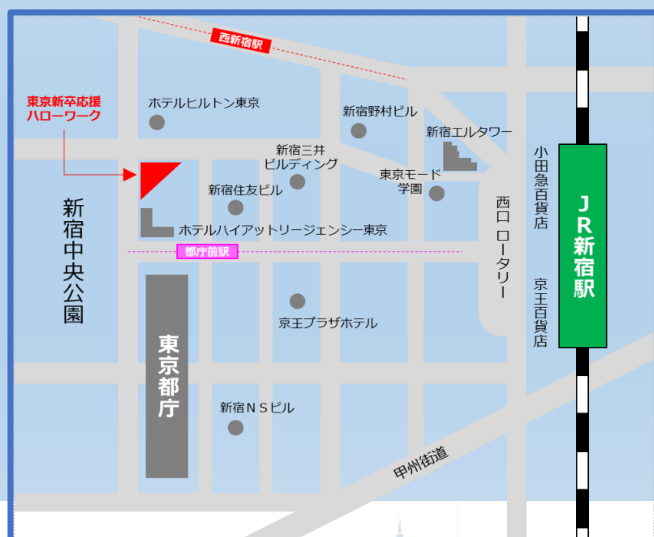 西新宿駅
東京新卒応援
ハローワーク
ホテルヒルトン東京
新宿野村ビル
新宿エルタワー
新宿三井
ビルディング
東京モード
学園
新宿住友ビル
小田急百貨店
JR新宿駅
新宿中央公園
ホテルハイアットリージェンシー東京
西口 ロータリー
都庁前駅
京王百貨店
京王プラザホテル
東京都庁
新宿NSビル
甲州街道